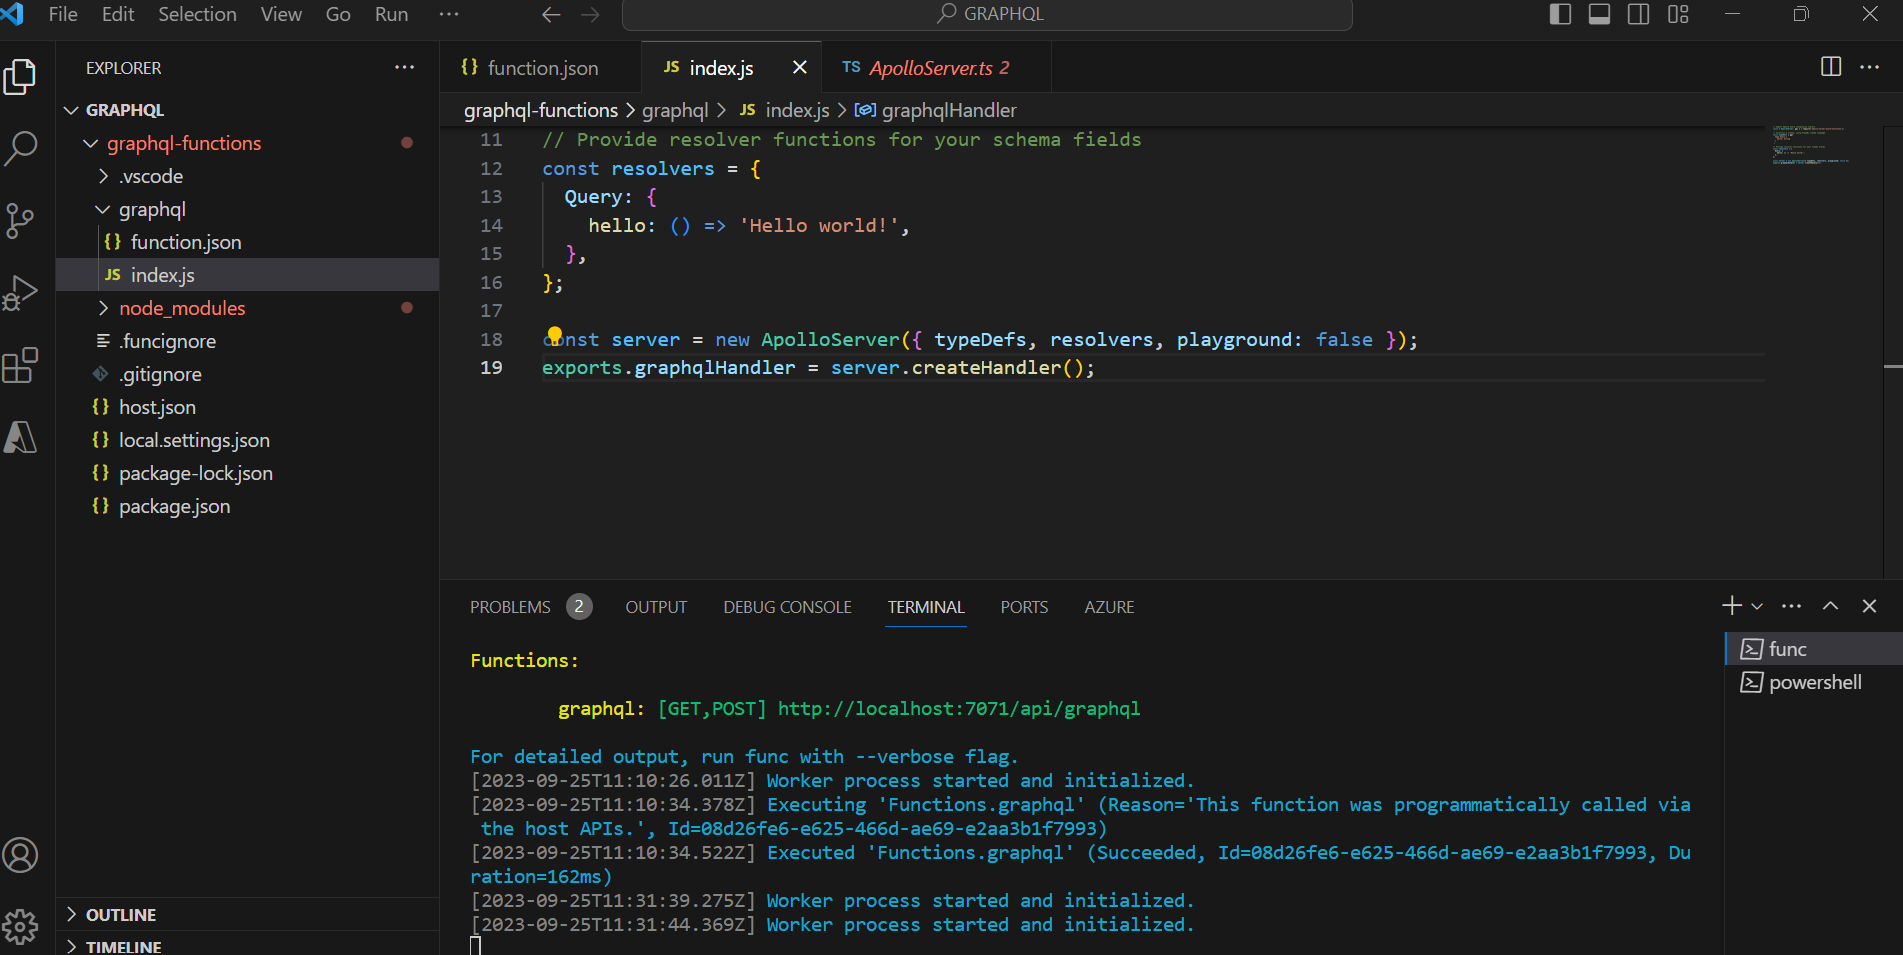 File Edit Selection View Go Run ···
GRAPHQL
EXPLORER ···
GRAPHQL
graphql-functions
.vscode
graphql
{} function.json
JS index.js
node_modules
.funcignore
.gitignore
{} host.json
{} local.settings.json
{} package-lock.json
{} package.json
OUTLINE
TIMELINE
{} function.json
JS index.js
TS ApolloServer.ts 2
graphql-functions > graphql > JS index.js > graphqlHandler
11 // Provide resolver functions for your schema fields
12 const resolvers = {
13 Query: {
14 hello: () => 'Hello world!',
15 },
16 };
17
18 const server = new ApolloServer({ typeDefs, resolvers, playground: false });
19 exports.graphqlHandler = server.createHandler();
PROBLEMS 2 OUTPUT DEBUG CONSOLE TERMINAL PORTS AZURE
Functions:
graphql: [GET,POST] http://localhost:7071/api/graphql
For detailed output, run func with --verbose flag.
[2023-09-25T11:10:26.011Z] Worker process started and initialized.
[2023-09-25T11:10:34.378Z] Executing 'Functions.graphql' (Reason='This function was programmatically called via
the host APIs.', Id=08d26fe6-e625-466d-ae69-e2aa3b1f7993)
[2023-09-25T11:10:34.522Z] Executed 'Functions.graphql' (Succeeded, Id=08d26fe6-e625-466d-ae69-e2aa3b1f7993, Du
ration=162ms)
[2023-09-25T11:31:39.275Z] Worker process started and initialized.
[2023-09-25T11:31:44.369Z] Worker process started and initialized.
func
powershell